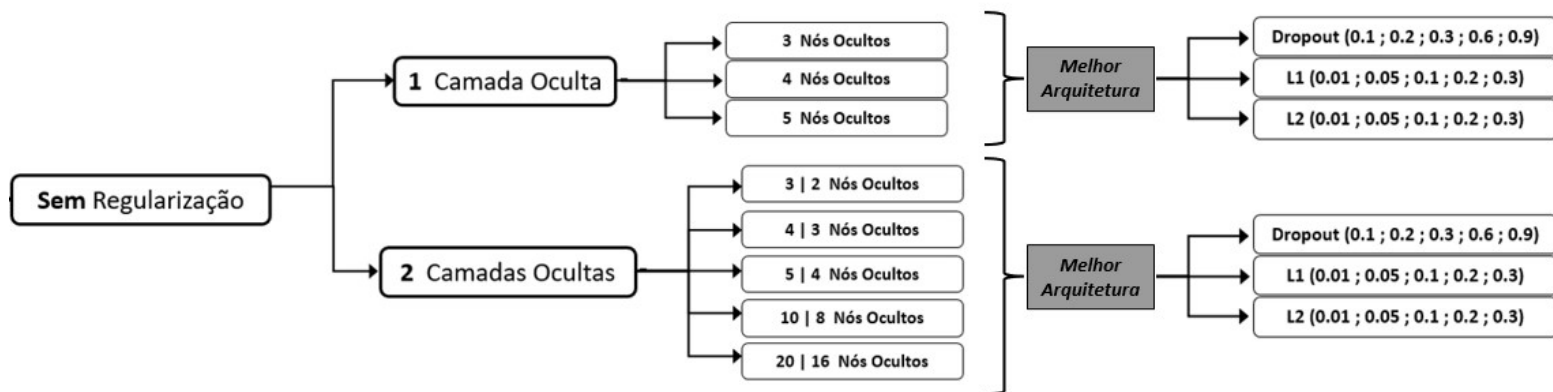 Sem Regularização
1 Camada Oculta
3 Nós Ocultos
4 Nós Ocultos
5 Nós Ocultos
Melhor
Arquitetura
Dropout (0.1 ; 0.2 ; 0.3 ; 0.6 ; 0.9)
L1 (0.01 ; 0.05 ; 0.1 ; 0.2 ; 0.3)
L2 (0.01 ; 0.05 ; 0.1 ; 0.2 ; 0.3)
2 Camadas Ocultas
3 | 2 Nós Ocultos
4 | 3 Nós Ocultos
5 | 4 Nós Ocultos
10 | 8 Nós Ocultos
20 | 16 Nós Ocultos
Melhor
Arquitetura
Dropout (0.1 ; 0.2 ; 0.3 ; 0.6 ; 0.9)
L1 (0.01 ; 0.05 ; 0.1 ; 0.2 ; 0.3)
L2 (0.01 ; 0.05 ; 0.1 ; 0.2 ; 0.3)